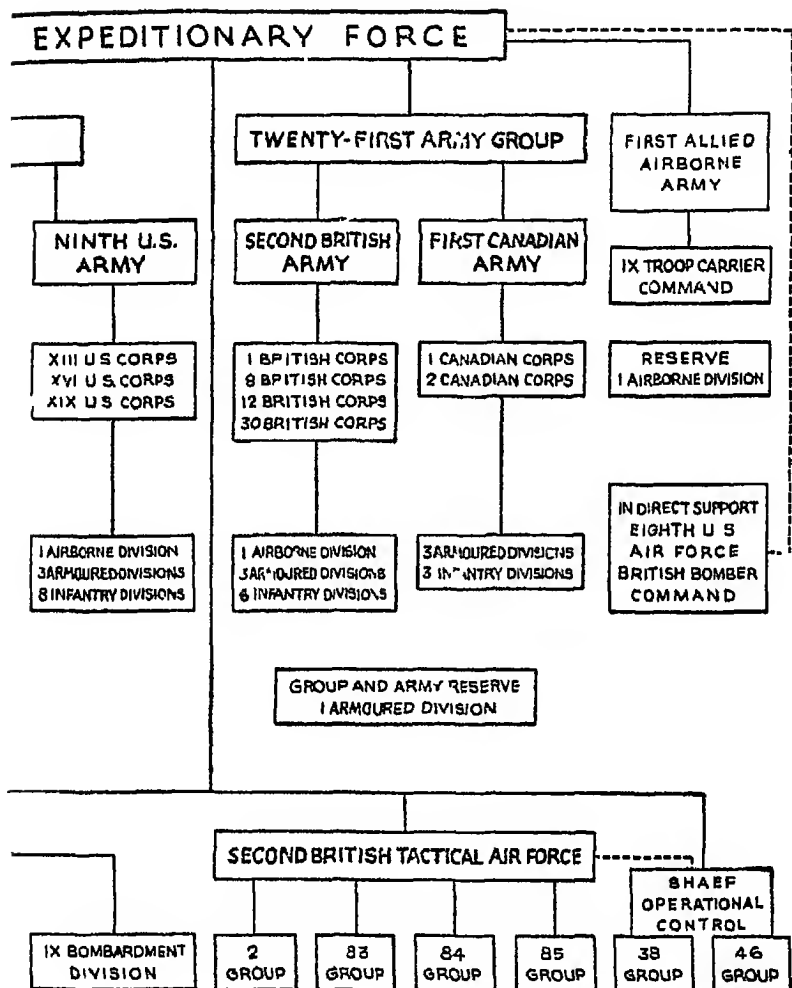 EXPEDITIONARY FORCE
TWENTY-FIRST ARMY GROUP
FIRST ALLIED
AIRBORNE
ARMY
NINTH U.S.
ARMY
SECOND BRITISH
ARMY
FIRST CANADIAN
ARMY
IX TROOP CARRIER
COMMAND
XIII U S CORPS
XVI U S CORPS
XIX U S CORPS
1 BRITISH CORPS
8 BRITISH CORPS
12 BRITISH CORPS
30 BRITISH CORPS
1 CANADIAN CORPS
2 CANADIAN CORPS
RESERVE
1 AIRBORNE DIVISION
1 AIRBORNE DIVISION
3 ARMOURED DIVISIONS
8 INFANTRY DIVISIONS
1 AIRBORNE DIVISION
3 ARMOURED DIVISIONS
6 INFANTRY DIVISIONS
3 ARMOURED DIVISIONS
3 INFANTRY DIVISIONS
IN DIRECT SUPPORT
EIGHTH U S
AIR FORCE
BRITISH BOMBER
COMMAND
GROUP AND ARMY RESERVE
1 ARMOURED DIVISION
SECOND BRITISH TACTICAL AIR FORCE
SHAEF
OPERATIONAL
CONTROL
IX BOMBARDMENT
DIVISION
2
GROUP
83
GROUP
84
GROUP
85
GROUP
38
GROUP
46
GROUP